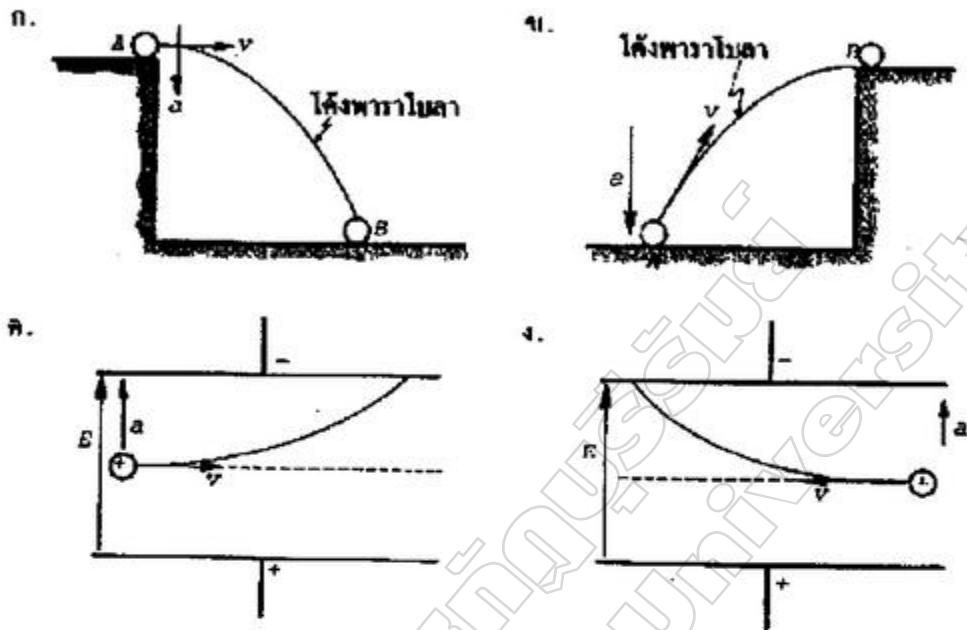 ก. ข.
A v B
a
โค้งพาราโบลา
โค้งพาราโบลา
v
a
B
A
ค. ง.
- -
E a E a
+ v v
+ +
University